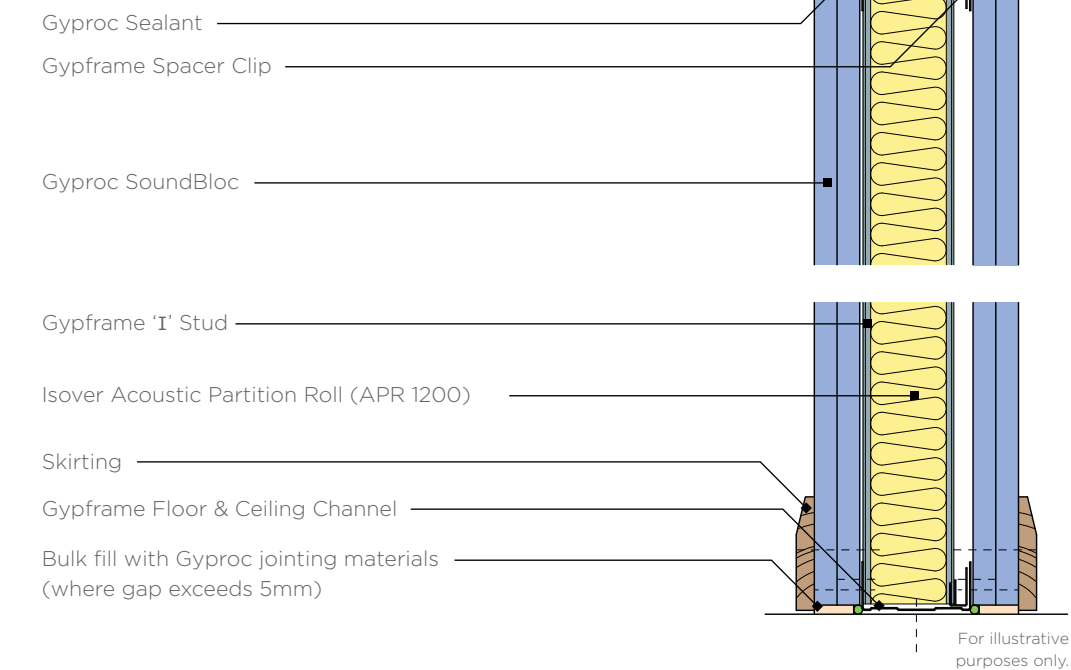 Gyproc Sealant
Gypframe Spacer Clip
Gyproc SoundBloc
Gypframe ‘I’ Stud
Isover Acoustic Partition Roll (APR 1200)
Skirting
Gypframe Floor & Ceiling Channel
Bulk fill with Gyproc jointing materials
(where gap exceeds 5mm)
For illustrative
purposes only.